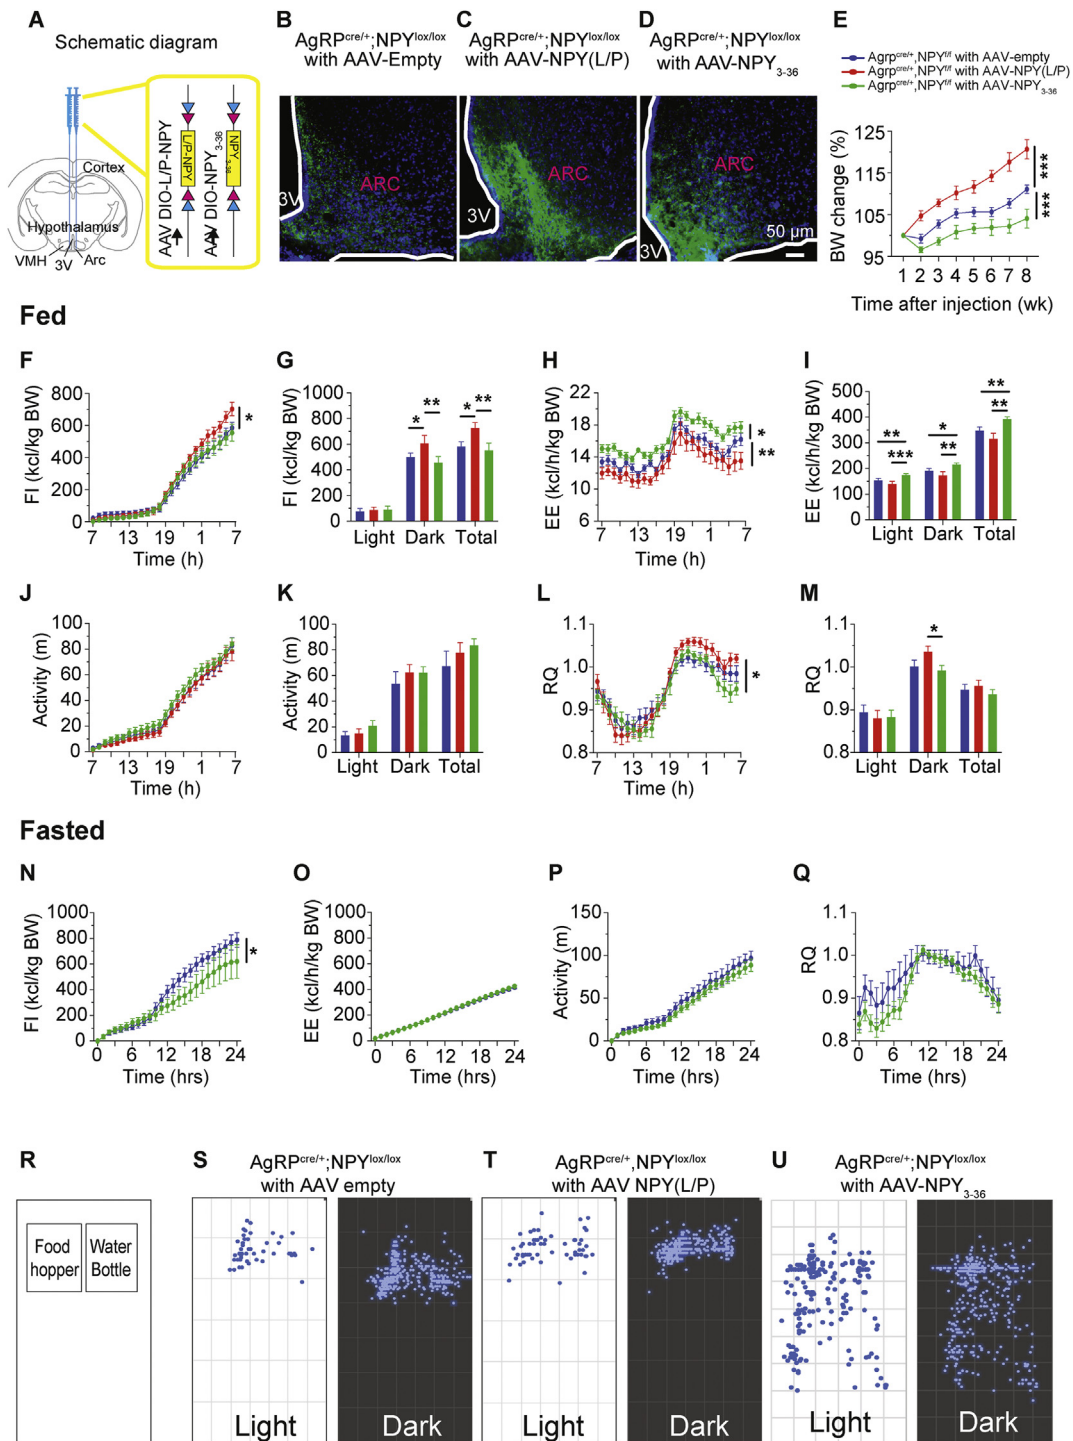 A
Schematic diagram
Cortex
Hypothalamus
VMH
3V
Arc
AAV DIO-L/P-NPY
L/P-NPY
AAV DIO-NPY3-36
NPY3-36
B
AgRPcre/+;NPYlox/lox
with AAV-Empty
3V
ARC
C
AgRPcre/+;NPYlox/lox
with AAV-NPY(L/P)
3V
ARC
D
AgRPcre/+;NPYlox/lox
with AAV-NPY3-36
3V
ARC
50 µm
E
Agrpcre/+,NPYf/f with AAV-empty
Agrpcre/+,NPYf/f with AAV-NPY(L/P)
Agrpcre/+,NPYf/f with AAV-NPY3-36
BW change (%)
125
115
105
95
***
***
1 2 3 4 5 6 7 8
Time after injection (wk)
Fed
F
FI (kcl/kg BW)
800
600
400
200
0
*
7 13 19 1 7
Time (h)
G
FI (kcl/kg BW)
1000
800
600
400
200
0
* ** * **
Light Dark Total
H
EE (kcl/h/kg BW)
22
18
14
10
6
*
**
7 13 19 1 7
Time (h)
I
EE (kcl/h/kg BW)
500
400
300
200
100
0
** *** * ** ** **
Light Dark Total
J
Activity (m)
100
80
60
40
20
0
7 13 19 1 7
Time (h)
K
Activity (m)
100
80
60
40
20
0
Light Dark Total
L
RQ
1.1
1.0
0.9
0.8
*
7 13 19 1 7
Time (h)
M
RQ
1.1
1.0
0.9
0.8
*
Light Dark Total
Fasted
N
FI (kcl/kg BW)
1000
800
600
400
200
0
*
0 6 12 18 24
Time (hrs)
O
EE (kcl/h/kg BW)
1000
800
600
400
200
0
0 6 12 18 24
Time (hrs)
P
Activity (m)
150
100
50
0
0 6 12 18 24
Time (hrs)
Q
RQ
1.1
1.0
0.9
0.8
0 6 12 18 24
Time (hrs)
R
Food
hopper
Water
Bottle
S
AgRPcre/+;NPYlox/lox
with AAV empty
Light
Dark
T
AgRPcre/+,NPYlox/lox
with AAV NPY(L/P)
Light
Dark
U
AgRPcre/+;NPYlox/lox
with AAV-NPY3-36
Light
Dark